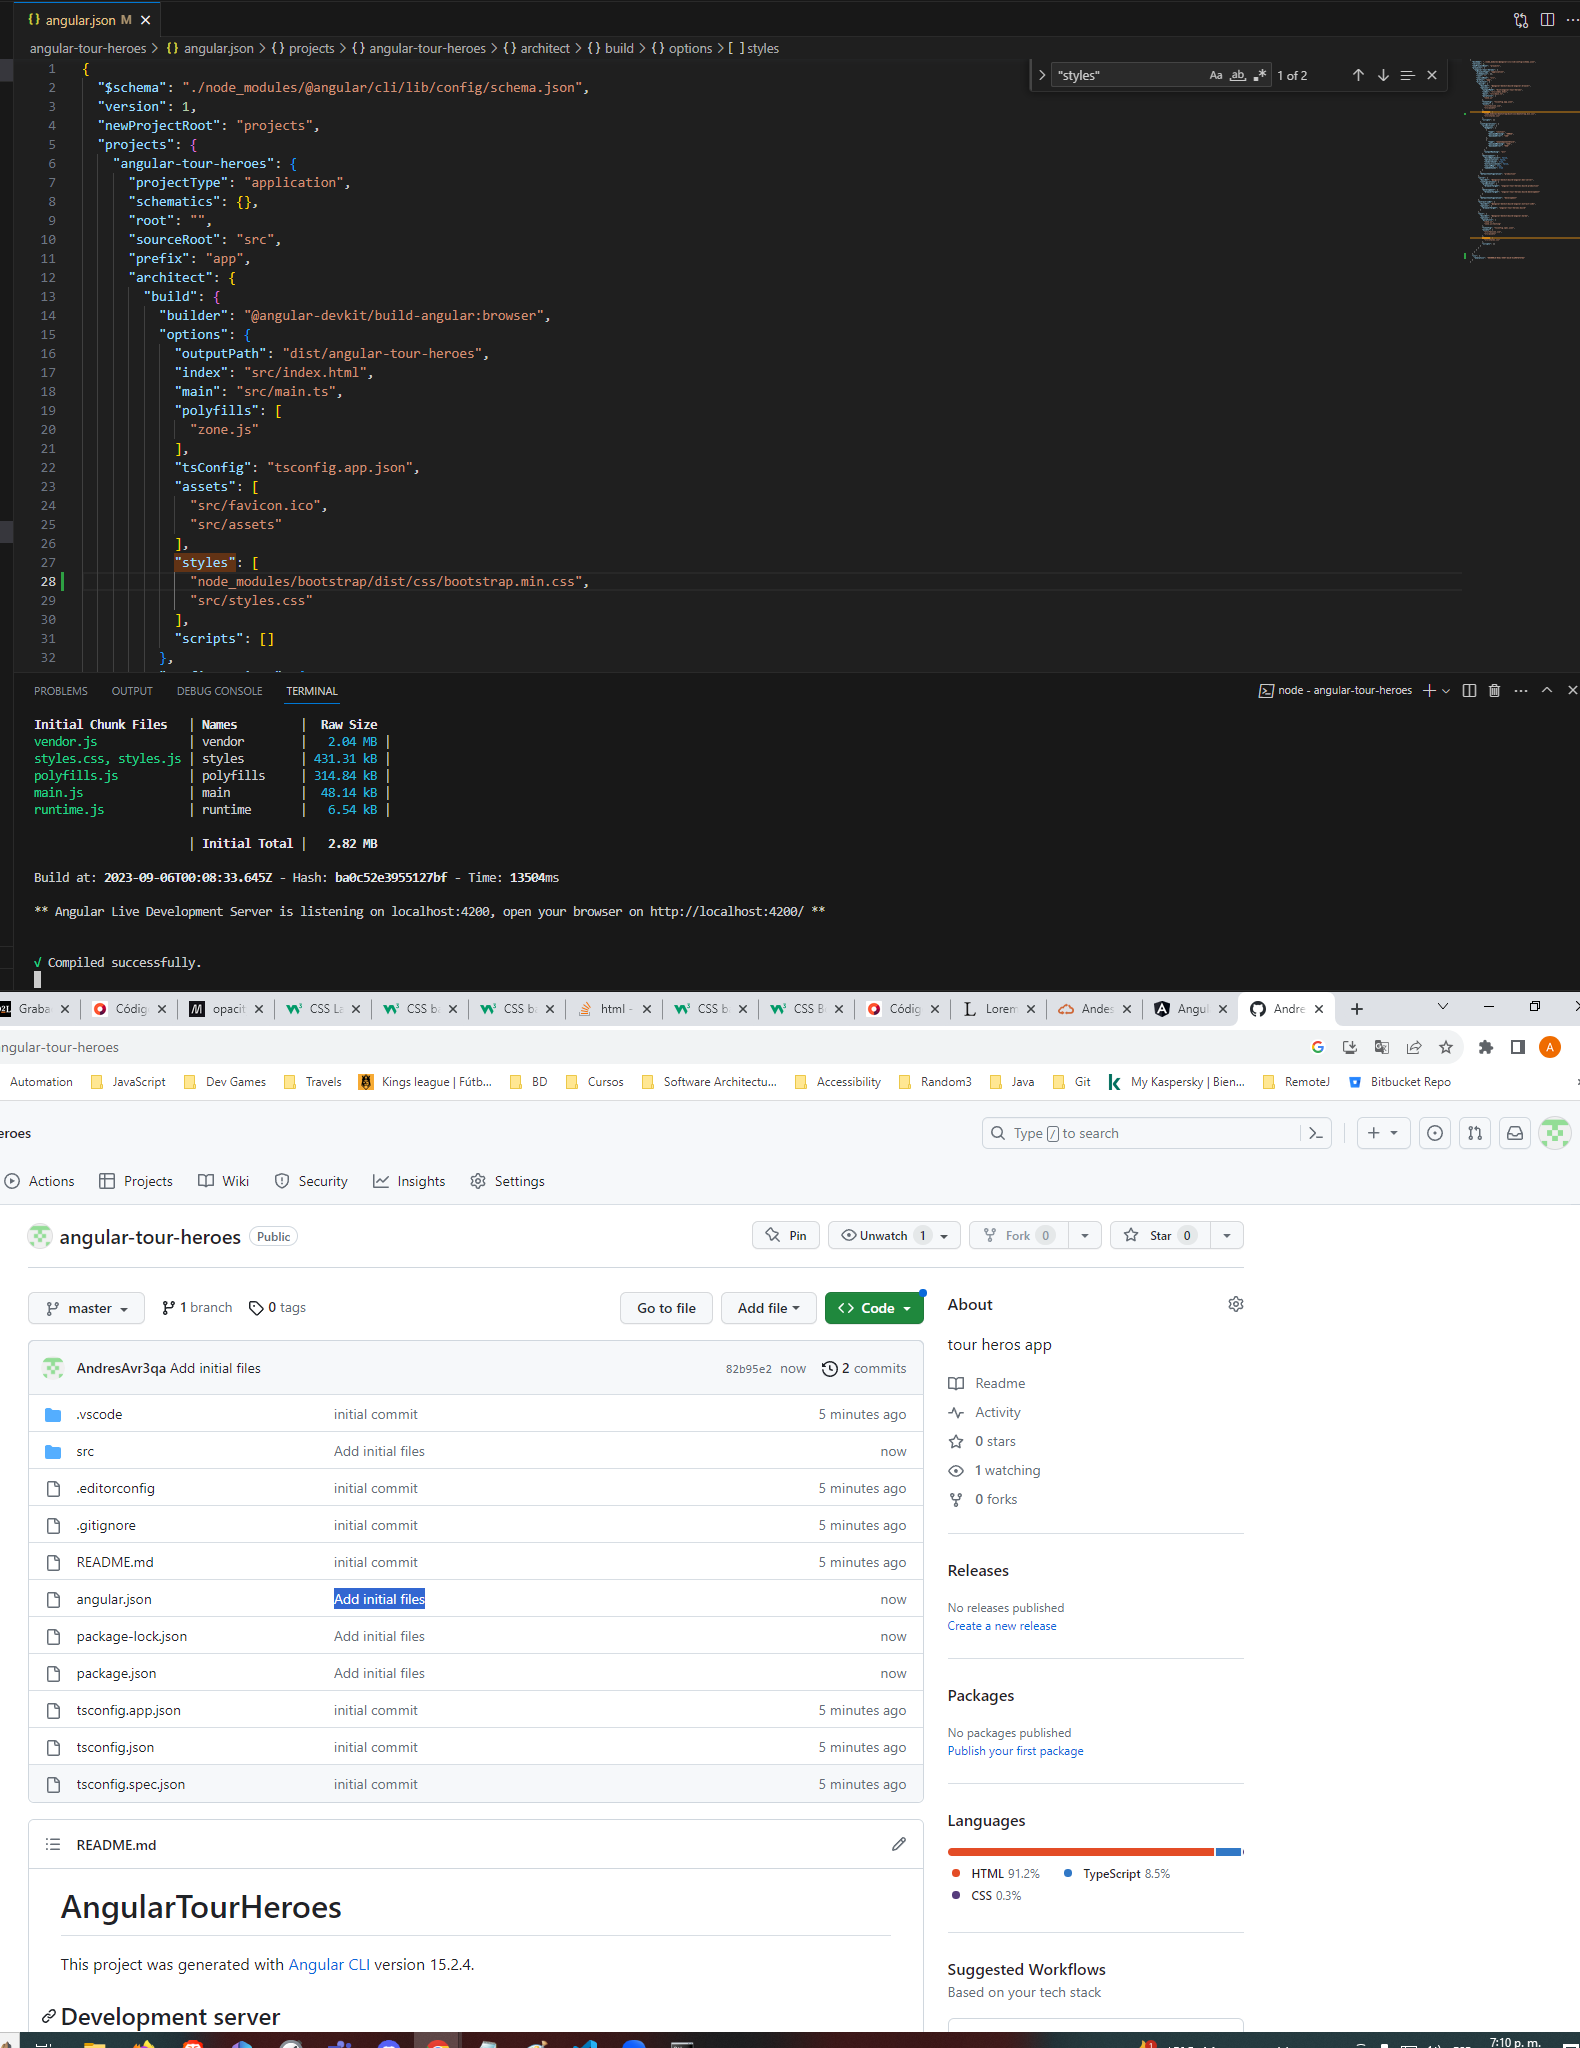 angular.json M
angular-tour-heroes > {} angular.json > {} projects > {} angular-tour-heroes > {} architect > {} build > {} options > [ ] styles
"styles" Aa ab 1 of 2
1 {
2 "$schema": "./node_modules/@angular/cli/lib/config/schema.json",
3 "version": 1,
4 "newProjectRoot": "projects",
5 "projects": {
6 "angular-tour-heroes": {
7 "projectType": "application",
8 "schematics": {},
9 "root": "",
10 "sourceRoot": "src",
11 "prefix": "app",
12 "architect": {
13 "build": {
14 "builder": "@angular-devkit/build-angular:browser",
15 "options": {
16 "outputPath": "dist/angular-tour-heroes",
17 "index": "src/index.html",
18 "main": "src/main.ts",
19 "polyfills": [
20 "zone.js"
21 ],
22 "tsConfig": "tsconfig.app.json",
23 "assets": [
24 "src/favicon.ico",
25 "src/assets"
26 ],
27 "styles": [
28 "node_modules/bootstrap/dist/css/bootstrap.min.css",
29 "src/styles.css"
30 ],
31 "scripts": []
32 },
PROBLEMS OUTPUT DEBUG CONSOLE TERMINAL node - angular-tour-heroes
Initial Chunk Files | Names | Raw Size
vendor.js | vendor | 2.04 MB |
styles.css, styles.js | styles | 431.31 kB |
polyfills.js | polyfills | 314.84 kB |
main.js | main | 48.14 kB |
runtime.js | runtime | 6.54 kB |
| Initial Total | 2.82 MB
Build at: 2023-09-06T00:08:33.645Z - Hash: ba0c52e3955127bf - Time: 13504ms
** Angular Live Development Server is listening on localhost:4200, open your browser on http://localhost:4200/ **
√ Compiled successfully.
Graba Códig opacit CSS La CSS ba CSS ba html - CSS ba CSS B Códig Lorem Andes Angul Andre
ngular-tour-heroes A
Automation JavaScript Dev Games Travels Kings league | Fútb... BD Cursos Software Architectu... Accessibility Random3 Java Git My Kaspersky | Bien... RemoteJ Bitbucket Repo
eroes Type / to search
Actions Projects Wiki Security Insights Settings
angular-tour-heroes Public Pin Unwatch 1 Fork 0 Star 0
master 1 branch 0 tags Go to file Add file <> Code
AndresAvr3qa Add initial files 82b95e2 now 2 commits
.vscode initial commit 5 minutes ago
src Add initial files now
.editorconfig initial commit 5 minutes ago
.gitignore initial commit 5 minutes ago
README.md initial commit 5 minutes ago
angular.json Add initial files now
package-lock.json Add initial files now
package.json Add initial files now
tsconfig.app.json initial commit 5 minutes ago
tsconfig.json initial commit 5 minutes ago
tsconfig.spec.json initial commit 5 minutes ago
README.md
AngularTourHeroes
This project was generated with Angular CLI version 15.2.4.
Development server
About
tour heros app
Readme
Activity
0 stars
1 watching
0 forks
Releases
No releases published
Create a new release
Packages
No packages published
Publish your first package
Languages
HTML 91.2% TypeScript 8.5%
CSS 0.3%
Suggested Workflows
Based on your tech stack
7:10 p. m.